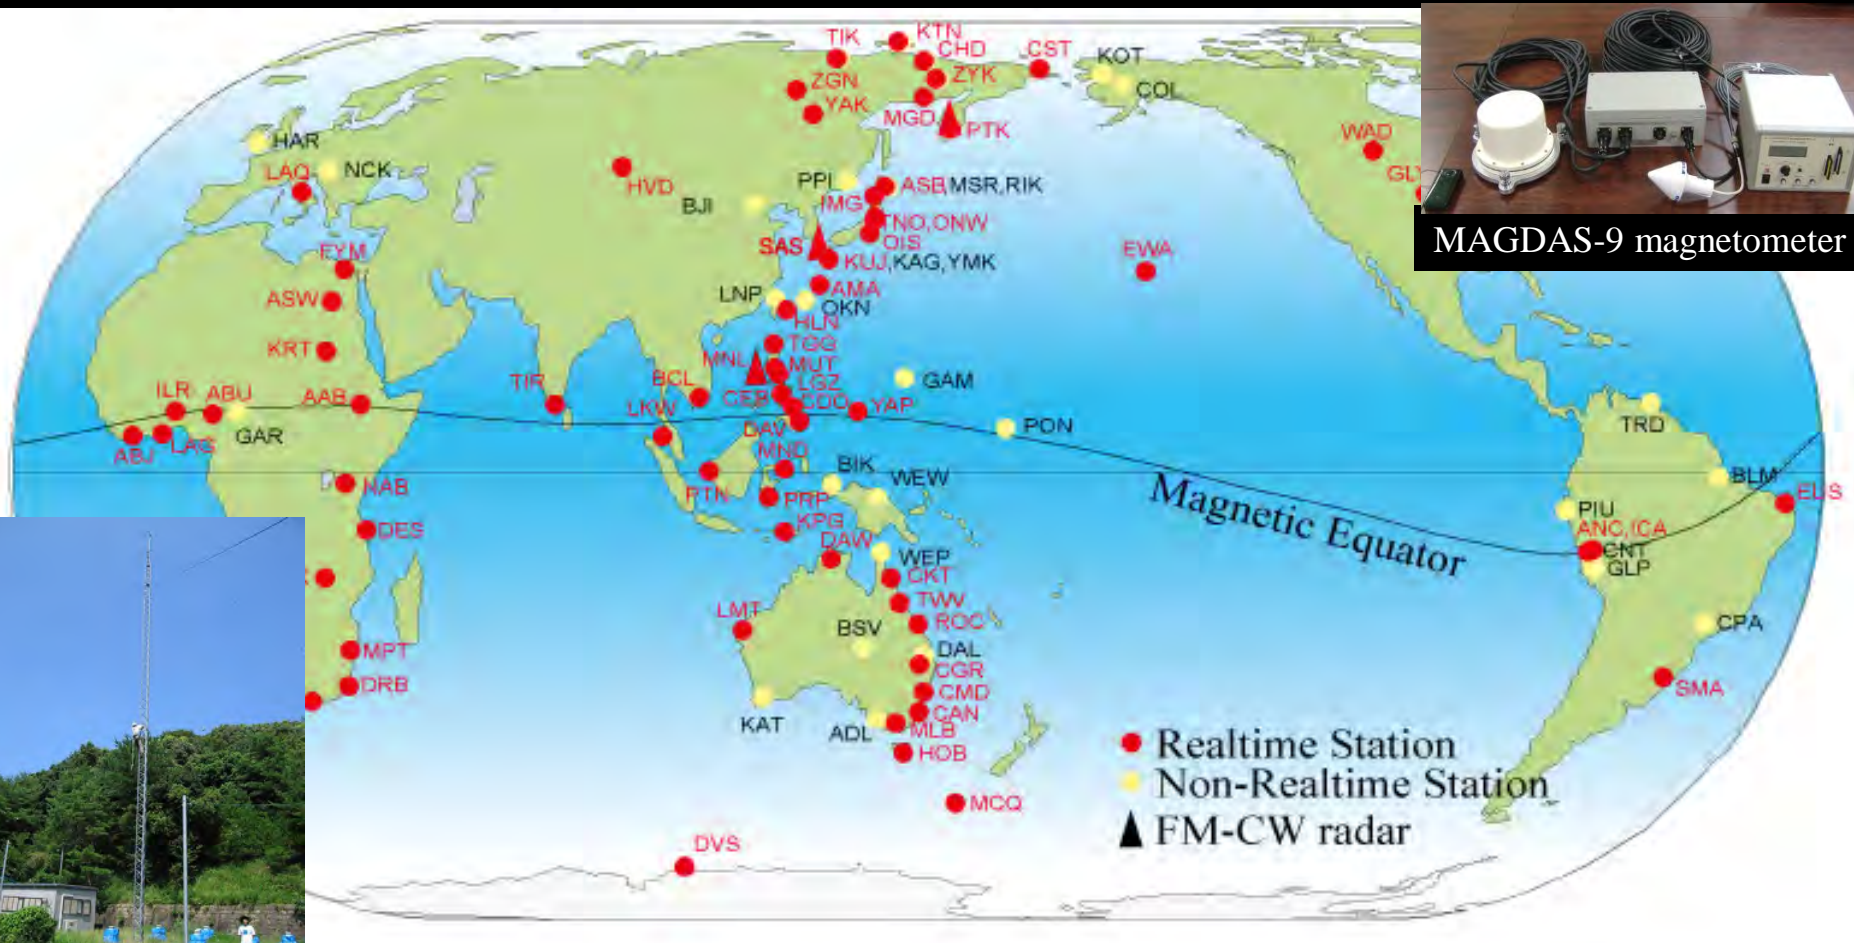 KTN
TIK
CHD
CST
KOT
ZYK
ZGN
COL
YAK
MGD
PTK
WAD
HAR
NCK
LAQ
HVD
PPI
ASB,MSR,RIK
BJI
IMG
TNO,ONW
OIS
SAS
EWA
KUJ,KAG,YMK
MAGDAS-9 magnetometer
FYM
ASW
LNP
AMA
OKN
HLN
KRT
TGG
MNL
MUT
TIR
BCL
LGZ
GAM
ILR
ABU
AAB
CEB
CDO
YAP
LKW
GAR
DAV
PON
TRD
ABJ
LAG
MND
BIK
WEW
BLM
NAB
PTN
PRP
EUS
Magnetic Equator
PIU
DES
KPG
ANC,ICA
DAW
WEP
CNT
GLP
CKT
LMT
TVV
ROC
BSV
CPA
MPT
DAL
CGR
DRB
CMD
SMA
KAT
CAN
ADL
MLB
HOB
Realtime Station
Non-Realtime Station
MCQ
FM-CW radar
DVS